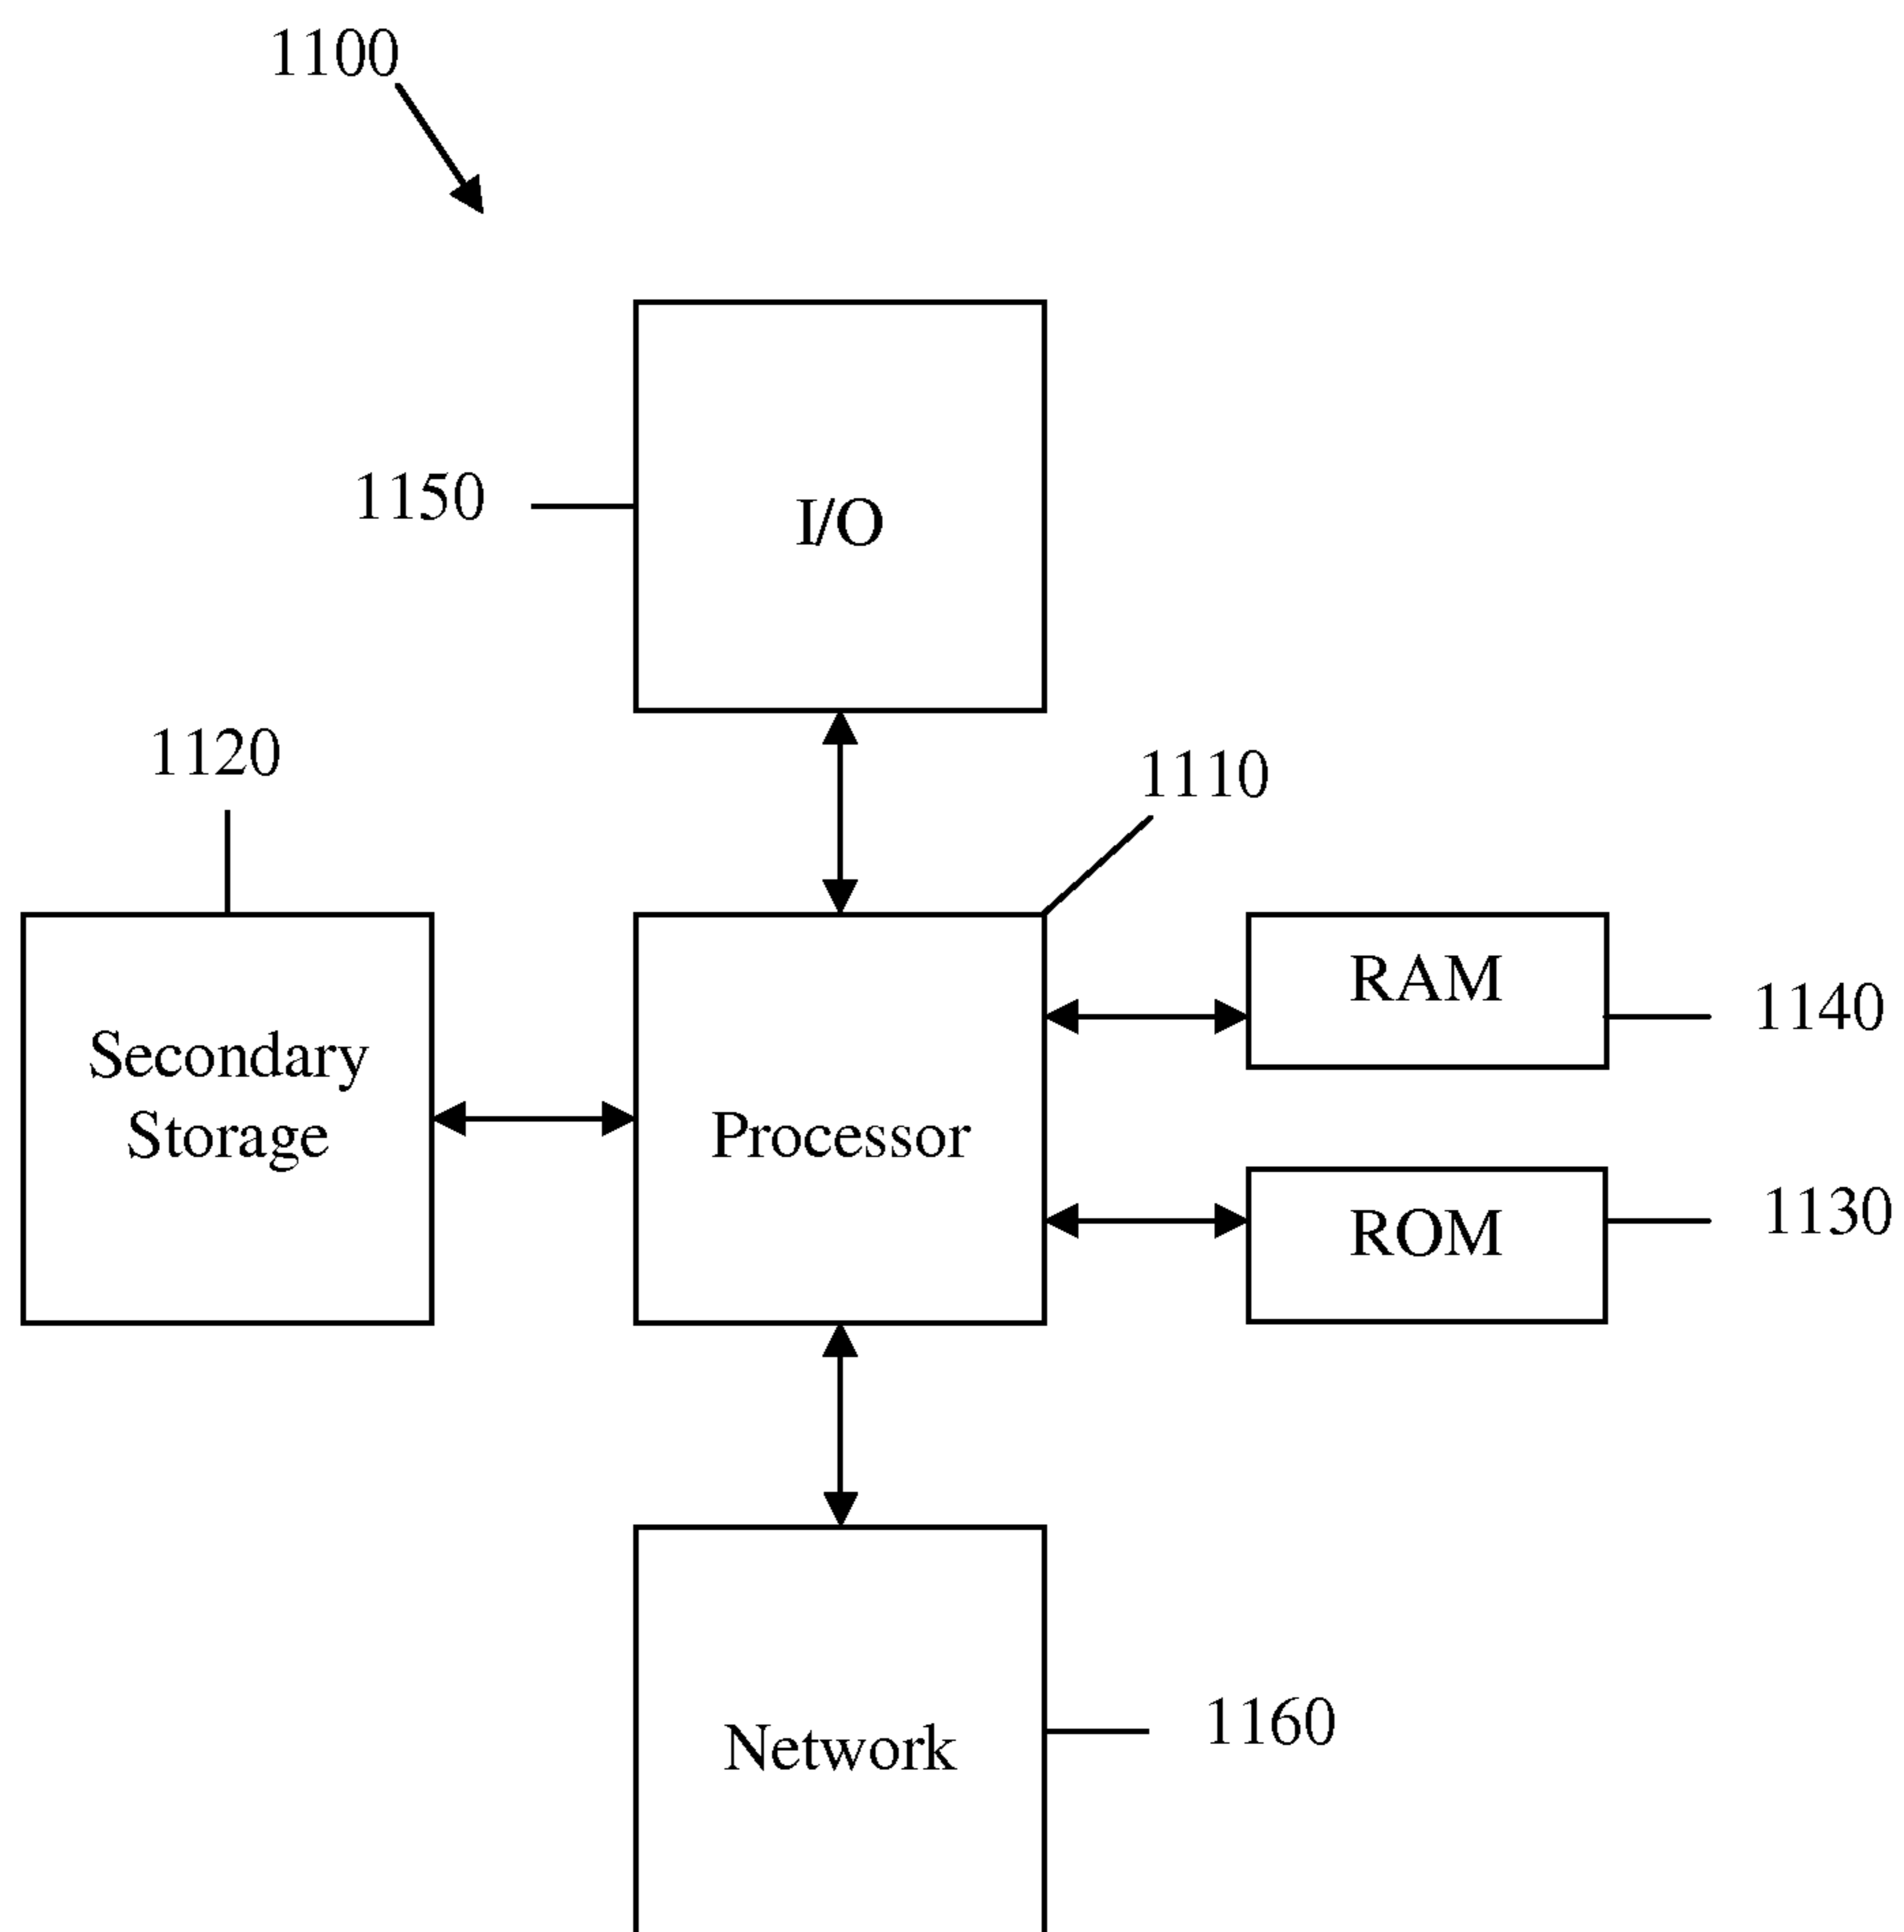 1100
1150
I/O
1120
1110
Secondary
Storage
Processor
RAM
1140
ROM
1130
Network
1160